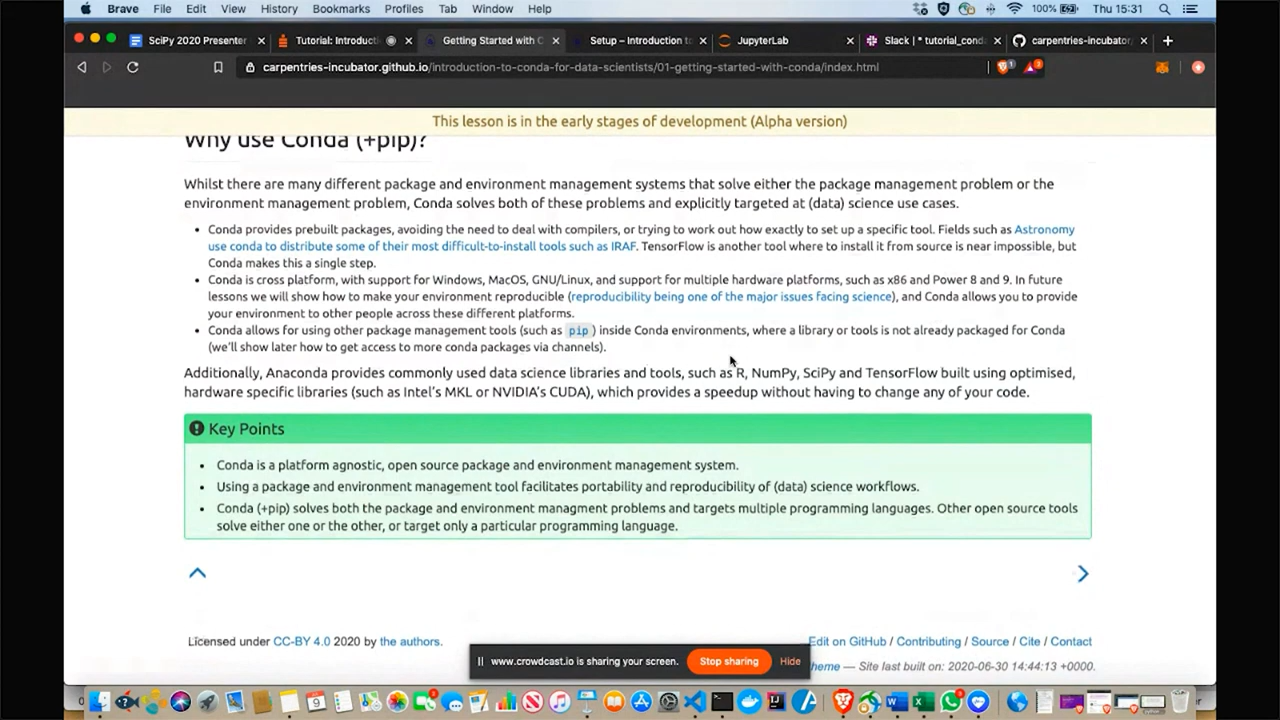 Brave File Edit View History Bookmarks Profiles Tab Window Help 100% Thu 15:31
SciPy 2020 Presenter Tutorial: Introducti Getting Started with C Setup – Introduction to JupyterLab Slack | * tutorial_cond carpentries-incubator/
carpentries-incubator.github.io/introduction-to-conda-for-data-scientists/01-getting-started-with-conda/index.html
This lesson is in the early stages of development (Alpha version)
Why use Conda (+pip)?
Whilst there are many different package and environment management systems that solve either the package management problem or the
environment management problem, Conda solves both of these problems and explicitly targeted at (data) science use cases.
• Conda provides prebuilt packages, avoiding the need to deal with compilers, or trying to work out how exactly to set up a specific tool. Fields such as Astronomy
use conda to distribute some of their most difficult-to-install tools such as IRAF. TensorFlow is another tool where to install it from source is near impossible, but
Conda makes this a single step.
• Conda is cross platform, with support for Windows, MacOS, GNU/Linux, and support for multiple hardware platforms, such as x86 and Power 8 and 9. In future
lessons we will show how to make your environment reproducible (reproducibility being one of the major issues facing science), and Conda allows you to provide
your environment to other people across these different platforms.
• Conda allows for using other package management tools (such as pip ) inside Conda environments, where a library or tools is not already packaged for Conda
(we'll show later how to get access to more conda packages via channels).
Additionally, Anaconda provides commonly used data science libraries and tools, such as R, NumPy, SciPy and TensorFlow built using optimised,
hardware specific libraries (such as Intel's MKL or NVIDIA's CUDA), which provides a speedup without having to change any of your code.
Key Points
• Conda is a platform agnostic, open source package and environment management system.
• Using a package and environment management tool facilitates portability and reproducibility of (data) science workflows.
• Conda (+pip) solves both the package and environment managment problems and targets multiple programming languages. Other open source tools
solve either one or the other, or target only a particular programming language.
Licensed under CC-BY 4.0 2020 by the authors.
Edit on GitHub / Contributing / Source / Cite / Contact
www.crowdcast.io is sharing your screen. Stop sharing Hide
heme — Site last built on: 2020-06-30 14:44:13 +0000.